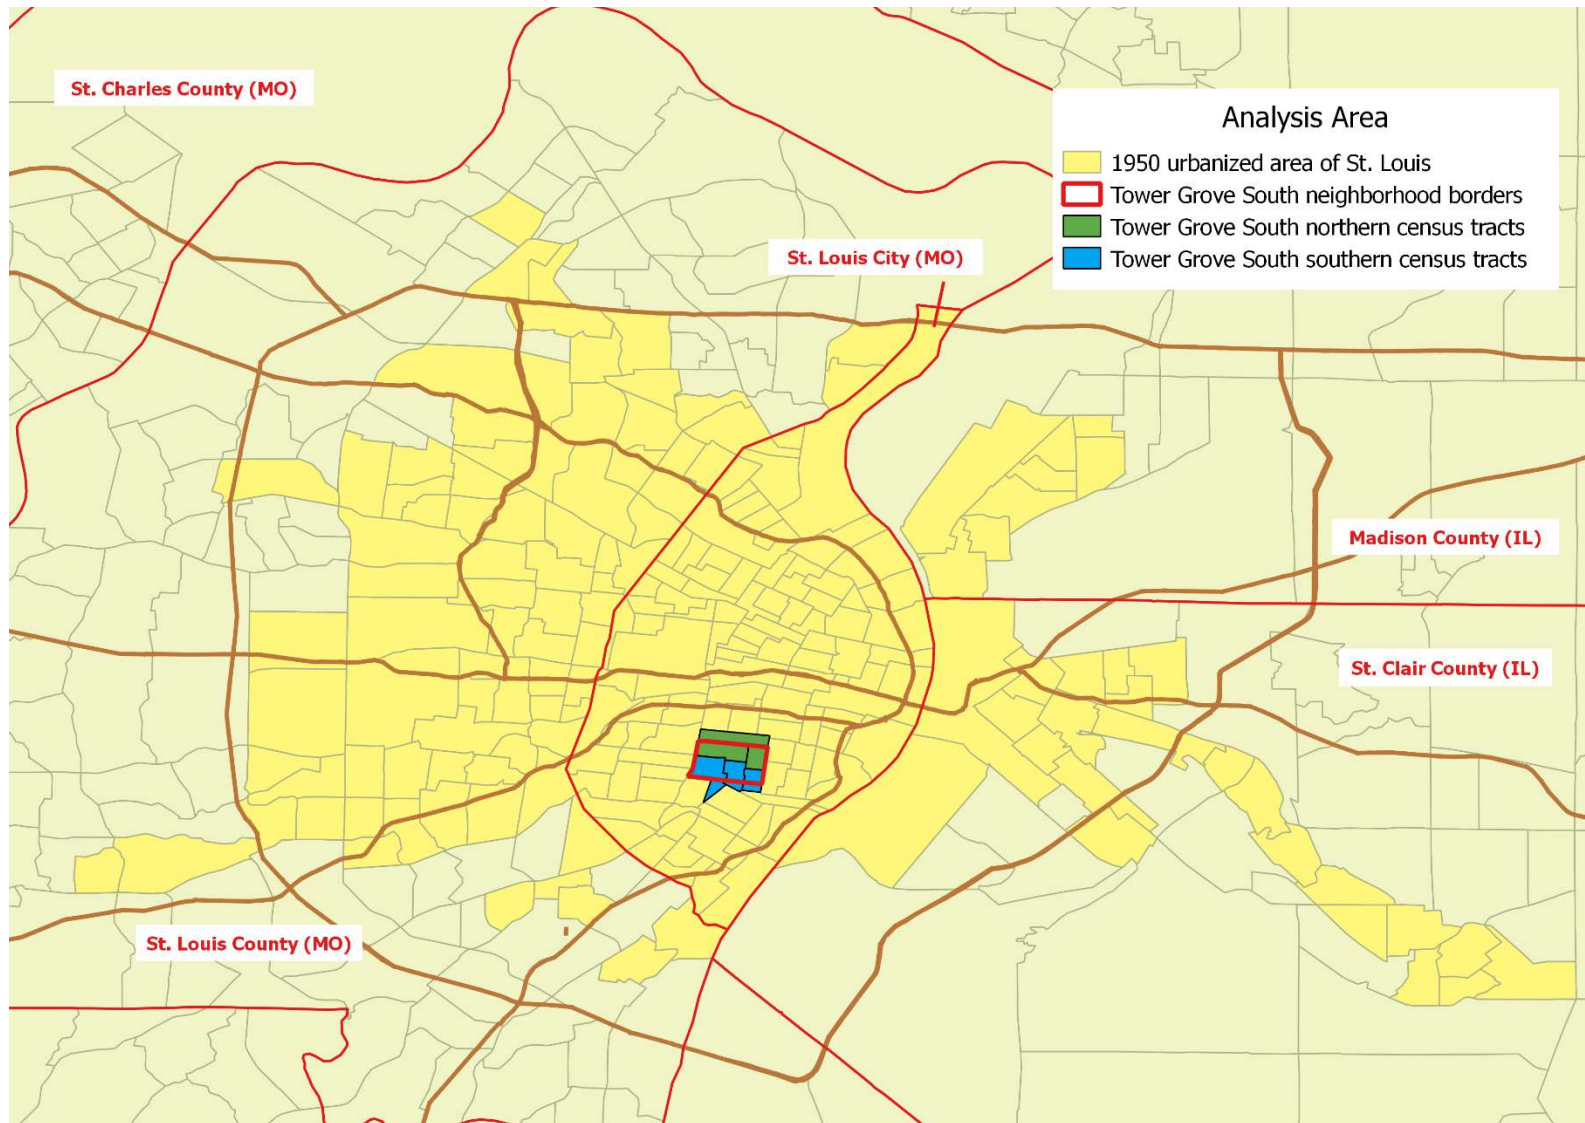 St. Charles County (MO)
Analysis Area
1950 urbanized area of St. Louis
Tower Grove South neighborhood borders
Tower Grove South northern census tracts
Tower Grove South southern census tracts
St. Louis City (MO)
Madison County (IL)
St. Clair County (IL)
St. Louis County (MO)